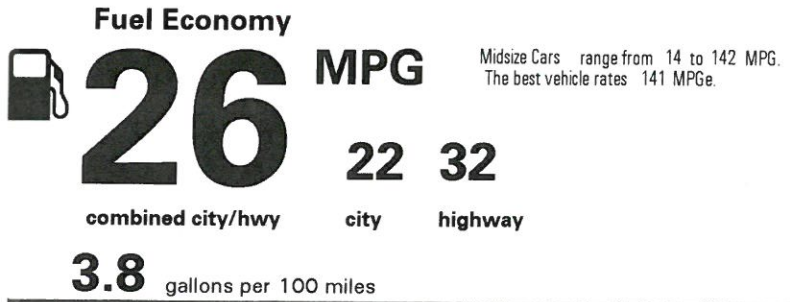 Fuel Economy
26 MPG
Midsize Cars range from 14 to 142 MPG.
The best vehicle rates 141 MPGe.
22 32
combined city/hwy city highway
3.8 gallons per 100 miles